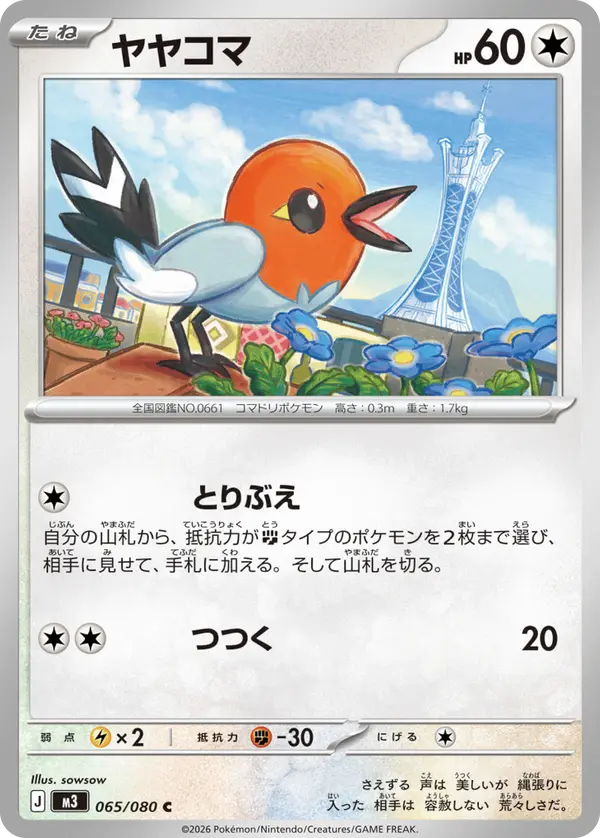 たね
ヤヤコマ
HP60
全国図鑑NO.0661 コマドリポケモン 高さ:0.3m 重さ:1.7kg
とりぶえ
自分の山札から、抵抗力がタイプのポケモンを2枚まで選び、
相手に見せて、手札に加える。そして山札を切る。
つつく 20
弱点 ×2 抵抗力 -30 にげる
Illus. sowsow
J m3 065/080 C
さえずる 声は 美しいが 縄張りに
入った 相手は 容赦しない 荒々しさだ。
©2026 Pokémon/Nintendo/Creatures/GAME FREAK.